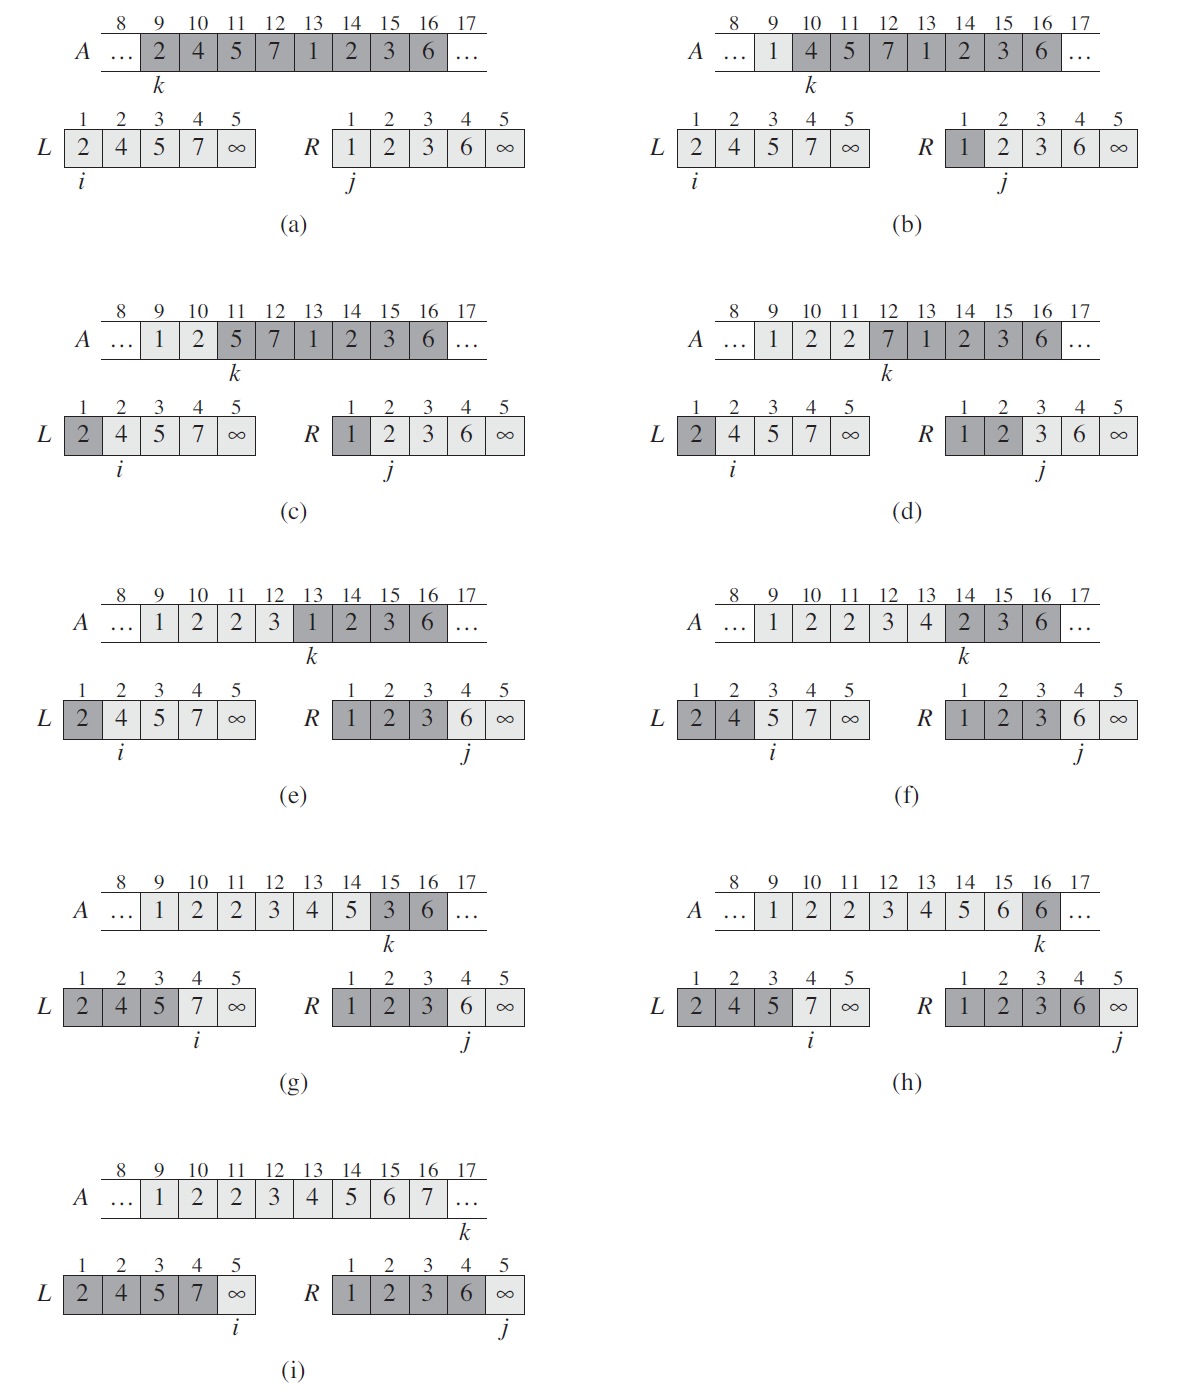 8 9 10 11 12 13 14 15 16 17
A ... 2 4 5 7 1 2 3 6 ...
k
1 2 3 4 5
L 2 4 5 7 ∞
i
1 2 3 4 5
R 1 2 3 6 ∞
j
(a)
8 9 10 11 12 13 14 15 16 17
A ... 1 4 5 7 1 2 3 6 ...
k
1 2 3 4 5
L 2 4 5 7 ∞
i
1 2 3 4 5
R 1 2 3 6 ∞
j
(b)
8 9 10 11 12 13 14 15 16 17
A ... 1 2 5 7 1 2 3 6 ...
k
1 2 3 4 5
L 2 4 5 7 ∞
i
1 2 3 4 5
R 1 2 3 6 ∞
j
(c)
8 9 10 11 12 13 14 15 16 17
A ... 1 2 2 7 1 2 3 6 ...
k
1 2 3 4 5
L 2 4 5 7 ∞
i
1 2 3 4 5
R 1 2 3 6 ∞
j
(d)
8 9 10 11 12 13 14 15 16 17
A ... 1 2 2 3 1 2 3 6 ...
k
1 2 3 4 5
L 2 4 5 7 ∞
i
1 2 3 4 5
R 1 2 3 6 ∞
j
(e)
8 9 10 11 12 13 14 15 16 17
A ... 1 2 2 3 4 2 3 6 ...
k
1 2 3 4 5
L 2 4 5 7 ∞
i
1 2 3 4 5
R 1 2 3 6 ∞
j
(f)
8 9 10 11 12 13 14 15 16 17
A ... 1 2 2 3 4 5 3 6 ...
k
1 2 3 4 5
L 2 4 5 7 ∞
i
1 2 3 4 5
R 1 2 3 6 ∞
j
(g)
8 9 10 11 12 13 14 15 16 17
A ... 1 2 2 3 4 5 6 6 ...
k
1 2 3 4 5
L 2 4 5 7 ∞
i
1 2 3 4 5
R 1 2 3 6 ∞
j
(h)
8 9 10 11 12 13 14 15 16 17
A ... 1 2 2 3 4 5 6 7 ...
k
1 2 3 4 5
L 2 4 5 7 ∞
i
1 2 3 4 5
R 1 2 3 6 ∞
j
(i)